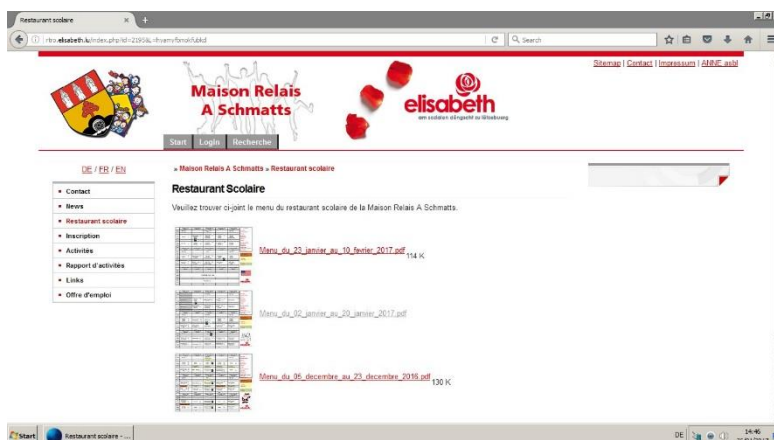 Restaurant scolaire
Search
Sitemap | Contact | Impressum | ANNE asbl
Maison Relais
A Schmatts
elisabeth
Start Login Recherche
DE / FR / EN
» Maison Relais A Schmatts » Restaurant scolaire
Contact
News
Restaurant scolaire
Inscription
Activités
Rapport d'activités
Links
Offre d'emploi
Restaurant Scolaire
Veuillez trouver ci-joint le menu du restaurant scolaire de la Maison Relais A Schmatts.
Menu_du_23_janvier_au_10_fevrier_2017.pdf 114 K
Menu_du_02_janvier_au_20_janvier_2017.pdf
Menu_du_05_decembre_au_23_decembre_2016.pdf 130 K
Start
Restaurant scolaire - ...
DE
14:46